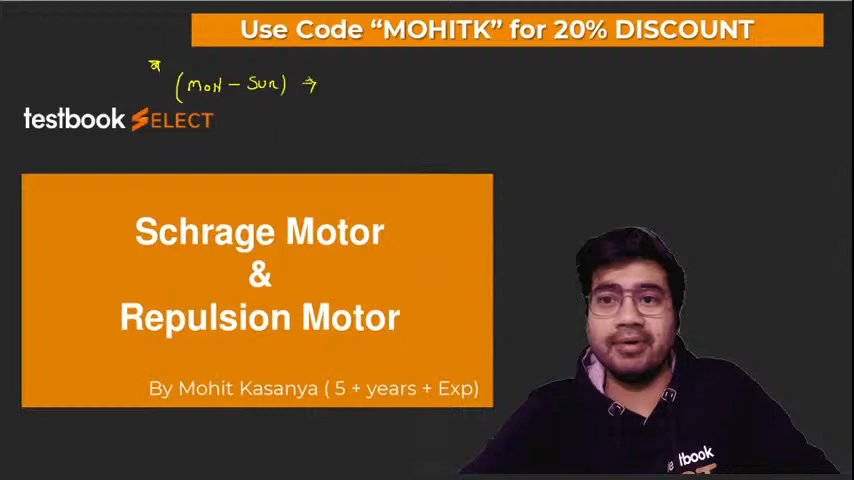 Use Code “MOHITK” for 20% DISCOUNT
(MON - SUN) →
testbook SELECT
Schrage Motor
&
Repulsion Motor
By Mohit Kasanya ( 5 + years + Exp)
testbook